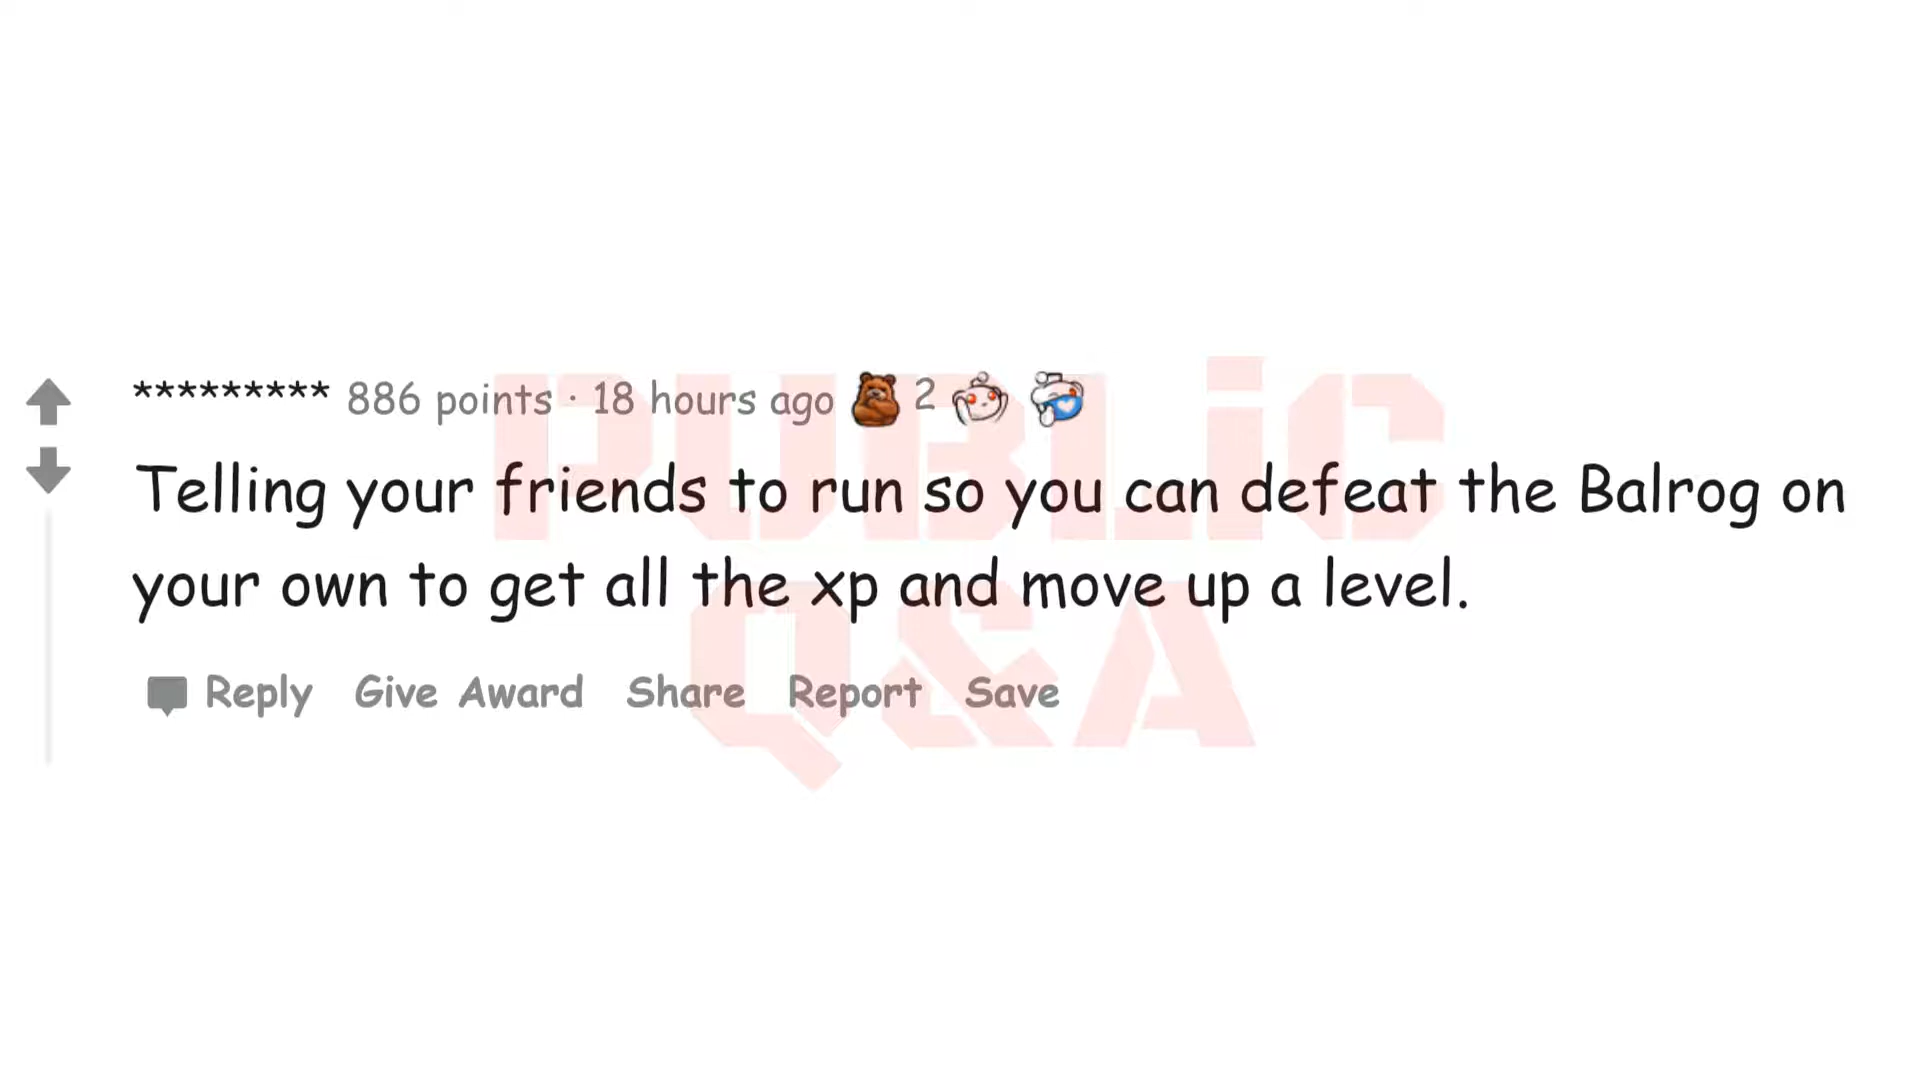 ********* 886 points · 18 hours ago 2
Telling your friends to run so you can defeat the Balrog on
your own to get all the xp and move up a level.
Reply Give Award Share Report Save
PUBLiC
Q&A